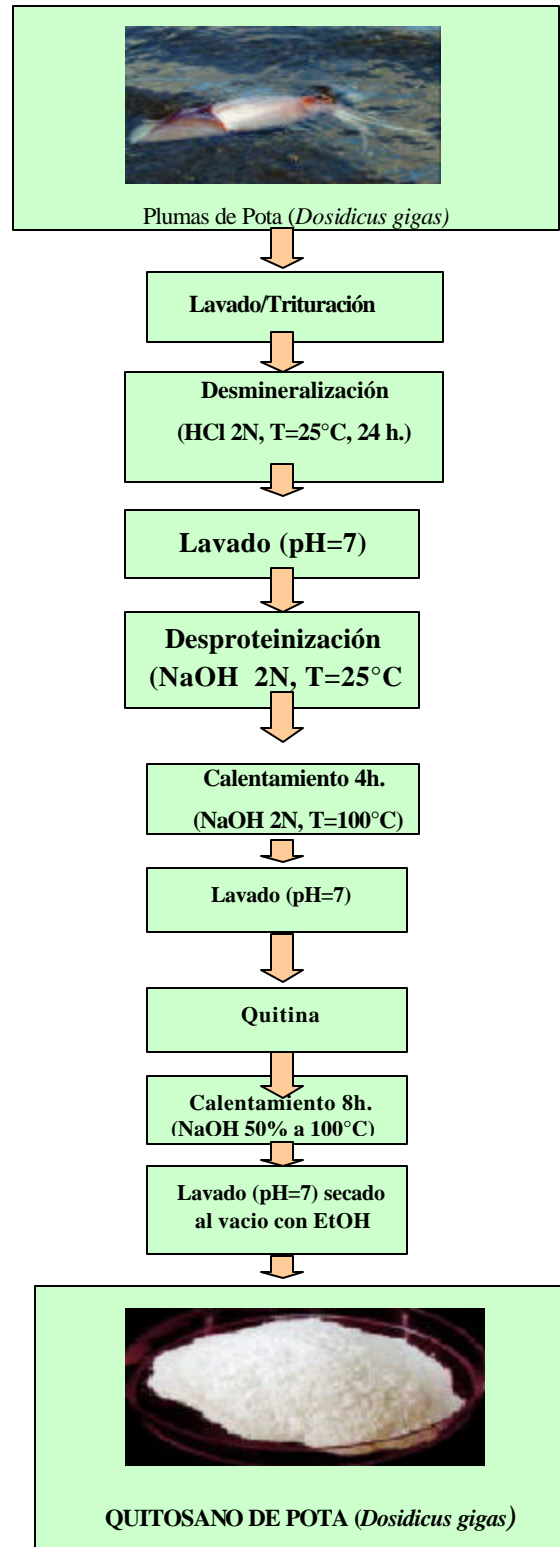 Plumas de Pota (Dosidicus gigas)
Lavado/Trituración
Desmineralización
(HCl 2N, T=25°C, 24 h.)
Lavado (pH=7)
Desproteinización
(NaOH 2N, T=25°C
Calentamiento 4h.
(NaOH 2N, T=100°C)
Lavado (pH=7)
Quitina
Calentamiento 8h.
(NaOH 50% a 100°C)
Lavado (pH=7) secado
al vacio con EtOH
QUITOSANO DE POTA (Dosidicus gigas)